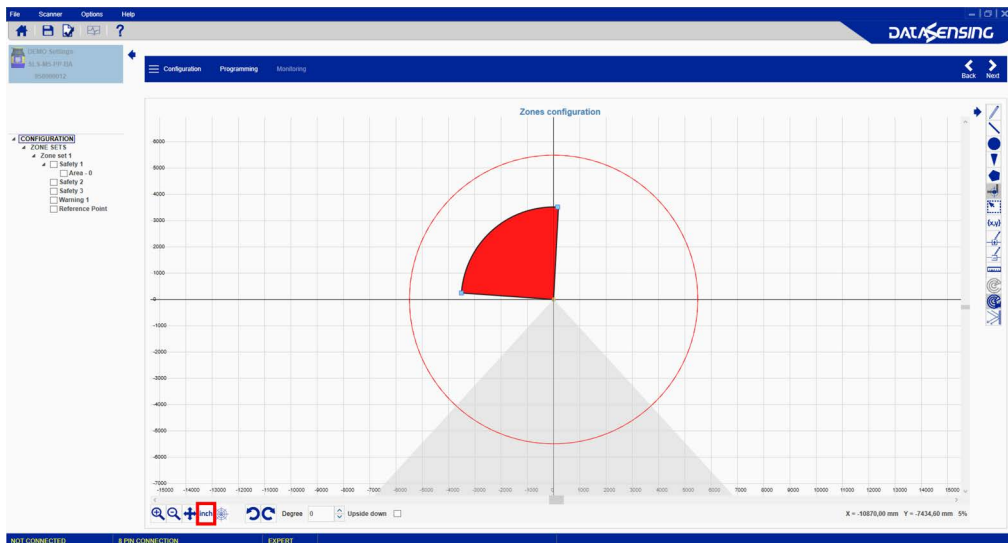 File Scanner Options Help
DATASENSING
DEMO Settings
SLS-M5-PP-DA
Configuration Programming Monitoring
Back Next
Zones configuration
CONFIGURATION
ZONE SETS
Zone set 1
Safety 1
Area - 0
Safety 2
Safety 3
Warning 1
Reference Point
(x,y)
6000
5000
4000
3000
2000
1000
-0
-1000
-2000
-3000
-4000
-5000
-6000
-7000
-15000 -14000 -13000 -12000 -11000 -10000 -9000 -8000 -7000 -6000 -5000 -4000 -3000 -2000 -1000 0 1000 2000 3000 4000 5000 6000 7000 8000 9000 10000 11000 12000 13000 14000 15000
inch Degree 0 Upside down X = -10870,00 mm Y = -7434,60 mm 5%
NOT CONNECTED 8 PIN CONNECTION EXPERT